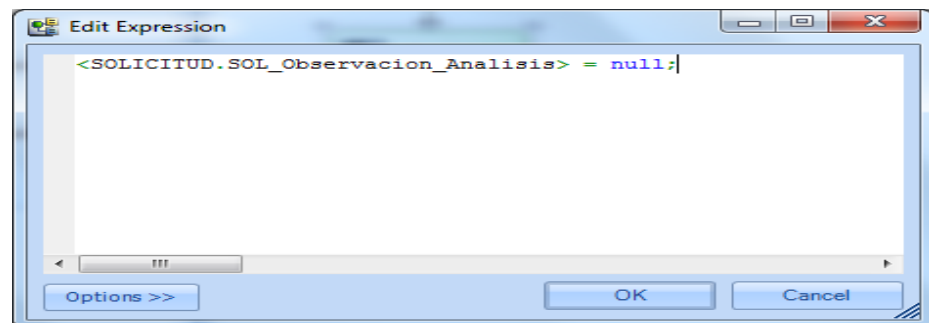 Edit Expression
<SOLICITUD.SOL_Observacion_Analisis> = null;
Options >>
OK
Cancel